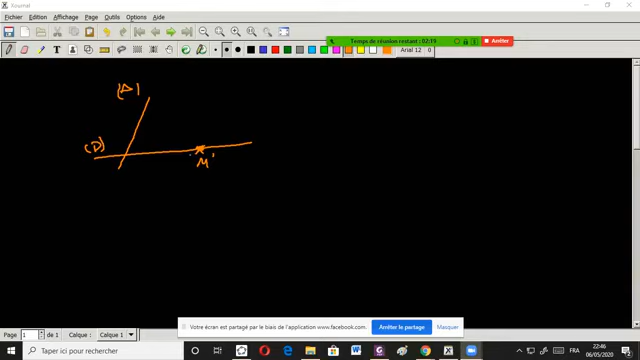 Xournal
Fichier Edition Affichage Page Outils Options Aide
Temps de réunion restant : 02:19 Arrêter
Arial 12 0
(Δ)
(D)
M'
Page 1 de 1 Calque : Calque 1
Votre écran est partagé par le biais de l'application www.facebook.com. Arrêter le partage Masquer
Taper ici pour rechercher
FRA 22:46
06/05/2020